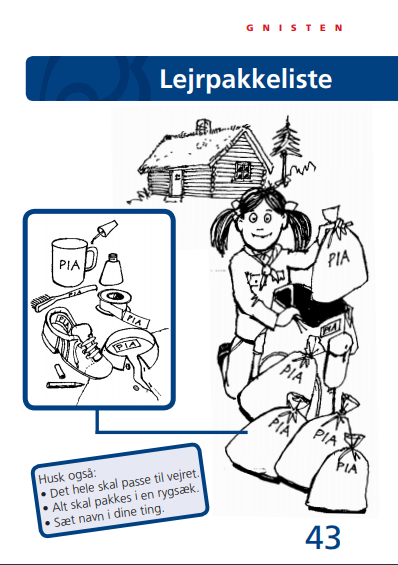 GNISTEN
Lejrpakkeliste
PIA
PIA
PIA
PIA
PIA
PIA
PIA
PIA
PIA
PIA
PIA
Husk også:
• Det hele skal passe til vejret.
• Alt skal pakkes i en rygsæk.
• Sæt navn i dine ting.
43